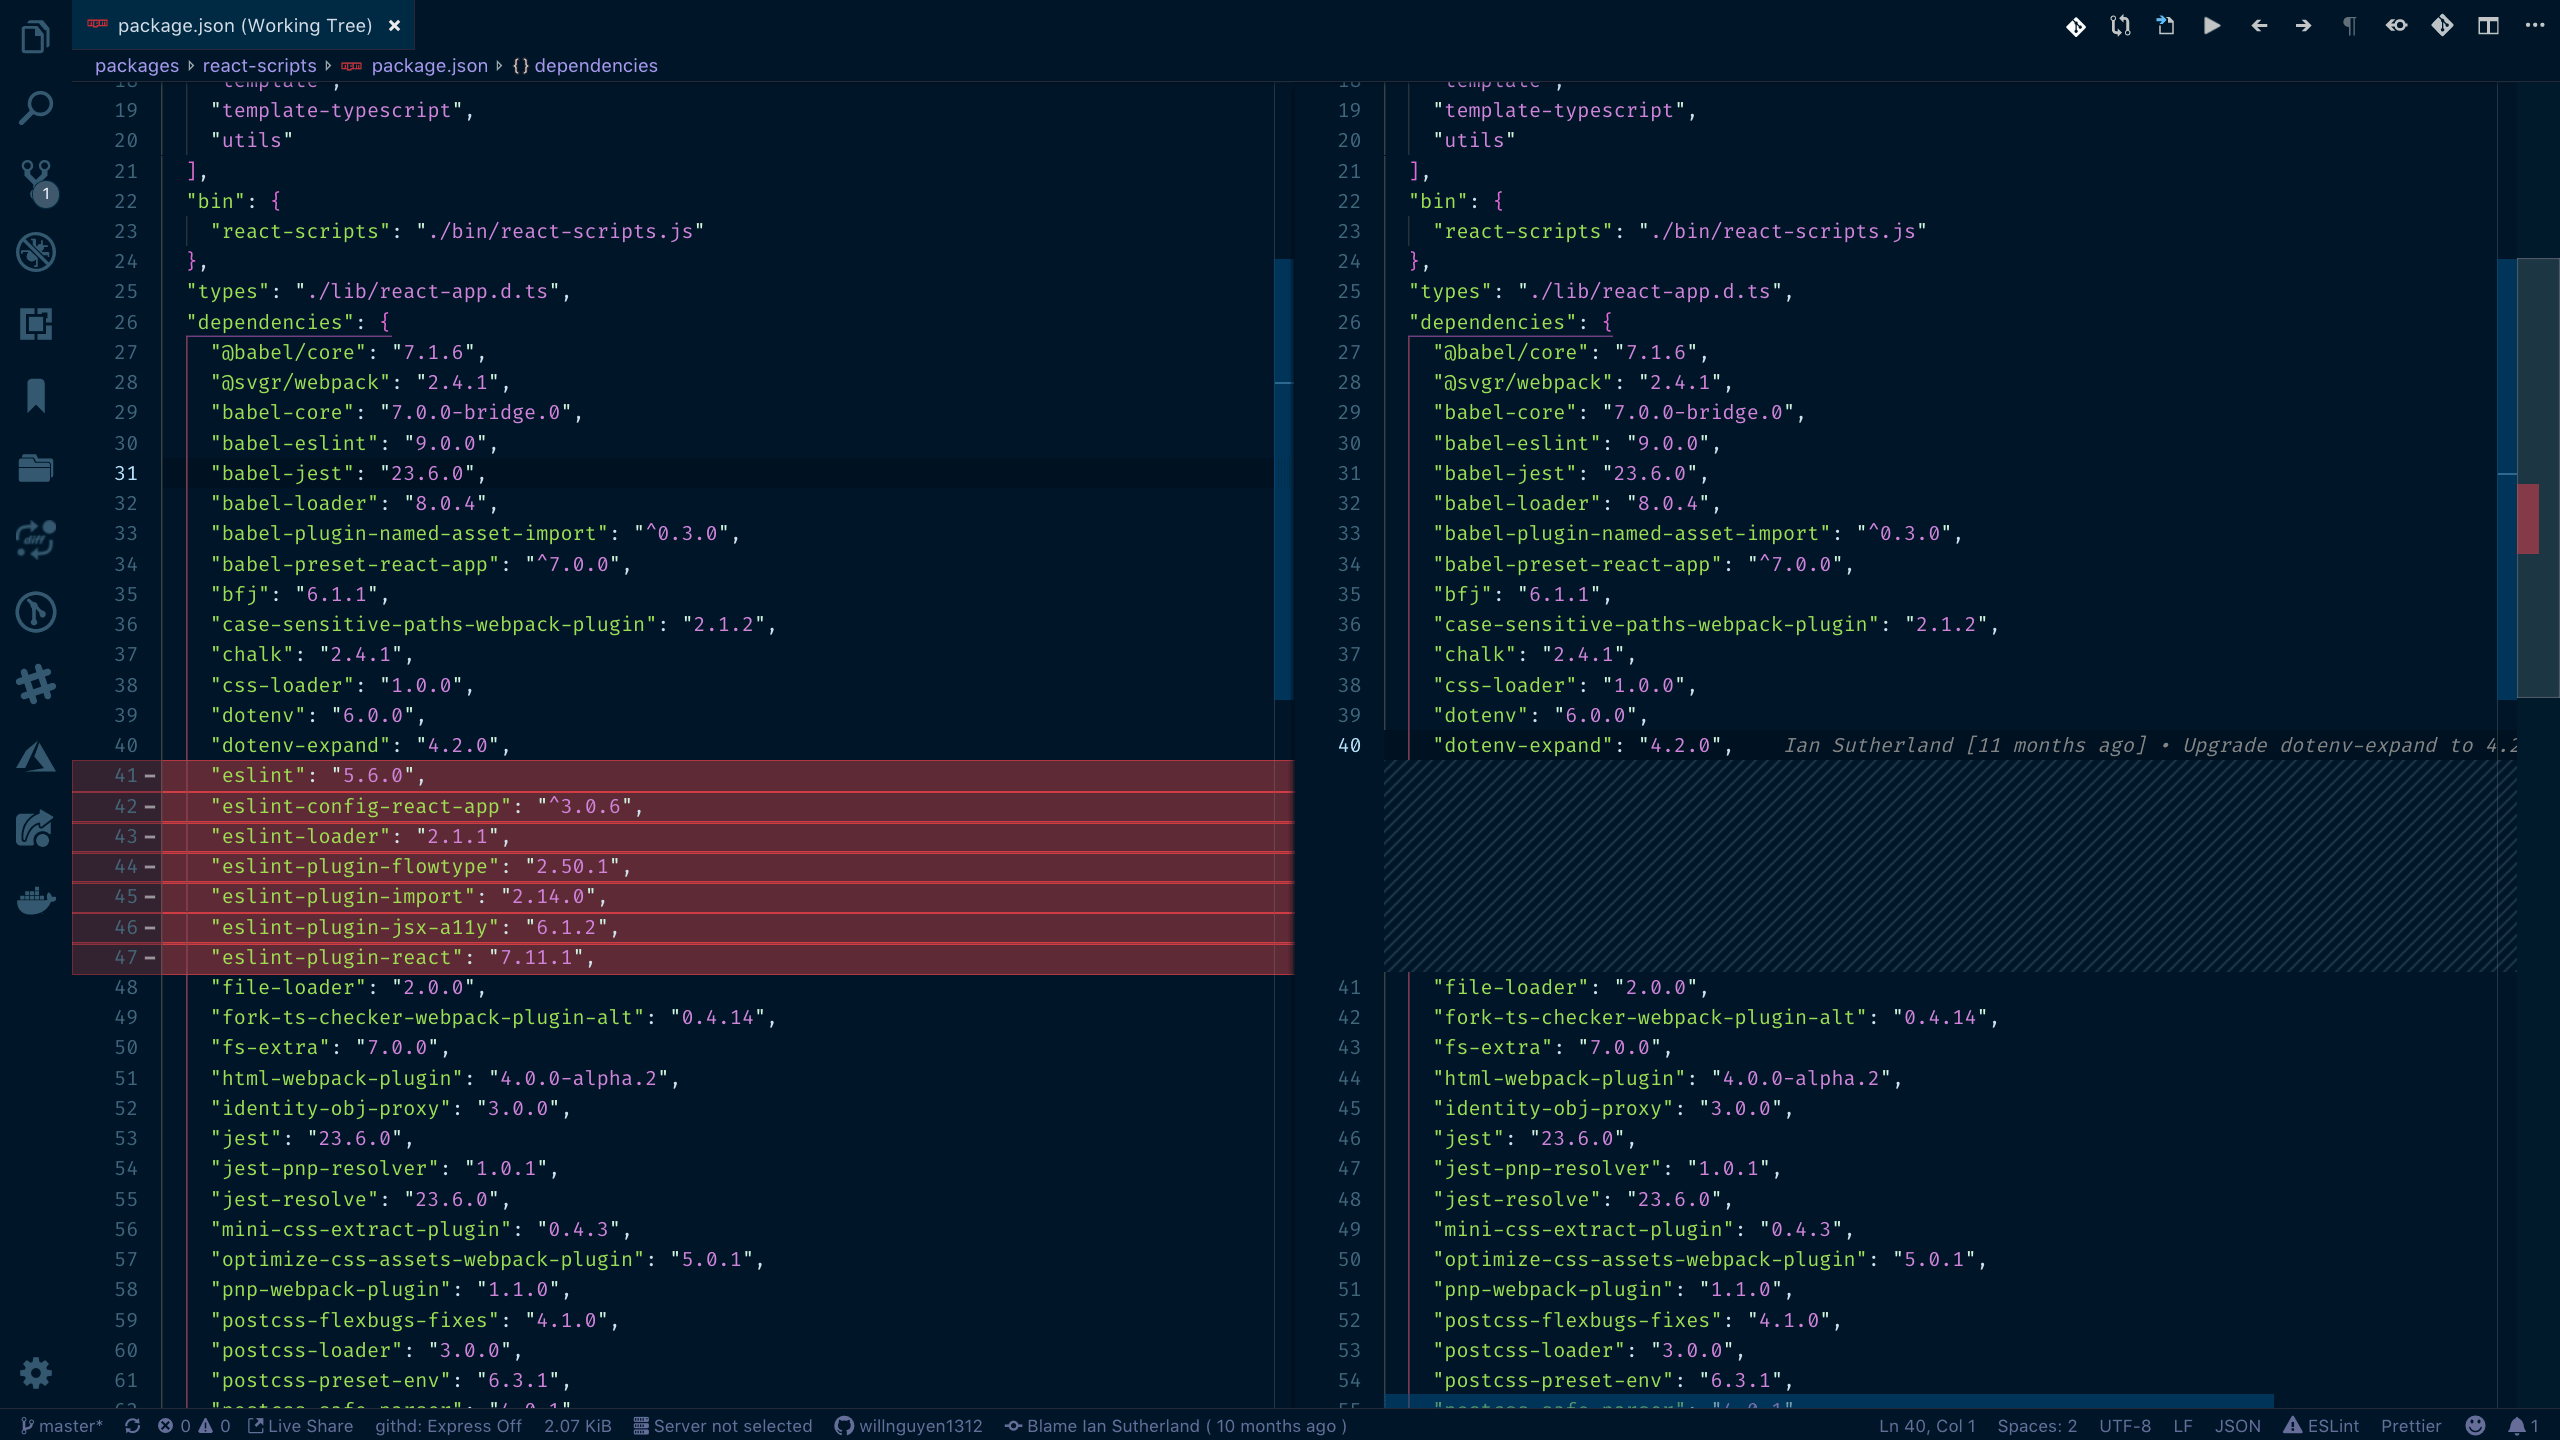 package.json (Working Tree) ×
packages › react-scripts › package.json › {} dependencies
18 "template",
19 "template-typescript",
20 "utils"
21 ],
22 "bin": {
23 "react-scripts": "./bin/react-scripts.js"
24 },
25 "types": "./lib/react-app.d.ts",
26 "dependencies": {
27 "@babel/core": "7.1.6",
28 "@svgr/webpack": "2.4.1",
29 "babel-core": "7.0.0-bridge.0",
30 "babel-eslint": "9.0.0",
31 "babel-jest": "23.6.0",
32 "babel-loader": "8.0.4",
33 "babel-plugin-named-asset-import": "^0.3.0",
34 "babel-preset-react-app": "^7.0.0",
35 "bfj": "6.1.1",
36 "case-sensitive-paths-webpack-plugin": "2.1.2",
37 "chalk": "2.4.1",
38 "css-loader": "1.0.0",
39 "dotenv": "6.0.0",
40 "dotenv-expand": "4.2.0",
41 - "eslint": "5.6.0",
42 - "eslint-config-react-app": "^3.0.6",
43 - "eslint-loader": "2.1.1",
44 - "eslint-plugin-flowtype": "2.50.1",
45 - "eslint-plugin-import": "2.14.0",
46 - "eslint-plugin-jsx-a11y": "6.1.2",
47 - "eslint-plugin-react": "7.11.1",
48 "file-loader": "2.0.0",
49 "fork-ts-checker-webpack-plugin-alt": "0.4.14",
50 "fs-extra": "7.0.0",
51 "html-webpack-plugin": "4.0.0-alpha.2",
52 "identity-obj-proxy": "3.0.0",
53 "jest": "23.6.0",
54 "jest-pnp-resolver": "1.0.1",
55 "jest-resolve": "23.6.0",
56 "mini-css-extract-plugin": "0.4.3",
57 "optimize-css-assets-webpack-plugin": "5.0.1",
58 "pnp-webpack-plugin": "1.1.0",
59 "postcss-flexbugs-fixes": "4.1.0",
60 "postcss-loader": "3.0.0",
61 "postcss-preset-env": "6.3.1",
62 "postcss-safe-parser": "4.0.1"
18 "template",
19 "template-typescript",
20 "utils"
21 ],
22 "bin": {
23 "react-scripts": "./bin/react-scripts.js"
24 },
25 "types": "./lib/react-app.d.ts",
26 "dependencies": {
27 "@babel/core": "7.1.6",
28 "@svgr/webpack": "2.4.1",
29 "babel-core": "7.0.0-bridge.0",
30 "babel-eslint": "9.0.0",
31 "babel-jest": "23.6.0",
32 "babel-loader": "8.0.4",
33 "babel-plugin-named-asset-import": "^0.3.0",
34 "babel-preset-react-app": "^7.0.0",
35 "bfj": "6.1.1",
36 "case-sensitive-paths-webpack-plugin": "2.1.2",
37 "chalk": "2.4.1",
38 "css-loader": "1.0.0",
39 "dotenv": "6.0.0",
40 "dotenv-expand": "4.2.0", Ian Sutherland [11 months ago] • Upgrade dotenv-expand to 4.2
41 "file-loader": "2.0.0",
42 "fork-ts-checker-webpack-plugin-alt": "0.4.14",
43 "fs-extra": "7.0.0",
44 "html-webpack-plugin": "4.0.0-alpha.2",
45 "identity-obj-proxy": "3.0.0",
46 "jest": "23.6.0",
47 "jest-pnp-resolver": "1.0.1",
48 "jest-resolve": "23.6.0",
49 "mini-css-extract-plugin": "0.4.3",
50 "optimize-css-assets-webpack-plugin": "5.0.1",
51 "pnp-webpack-plugin": "1.1.0",
52 "postcss-flexbugs-fixes": "4.1.0",
53 "postcss-loader": "3.0.0",
54 "postcss-preset-env": "6.3.1",
55 "postcss-safe-parser": "4.0.1"
1
diff
master* 0 0 Live Share githd: Express Off 2.07 KiB Server not selected willnguyen1312 Blame Ian Sutherland ( 10 months ago ) Ln 40, Col 1 Spaces: 2 UTF-8 LF JSON ESLint Prettier 1